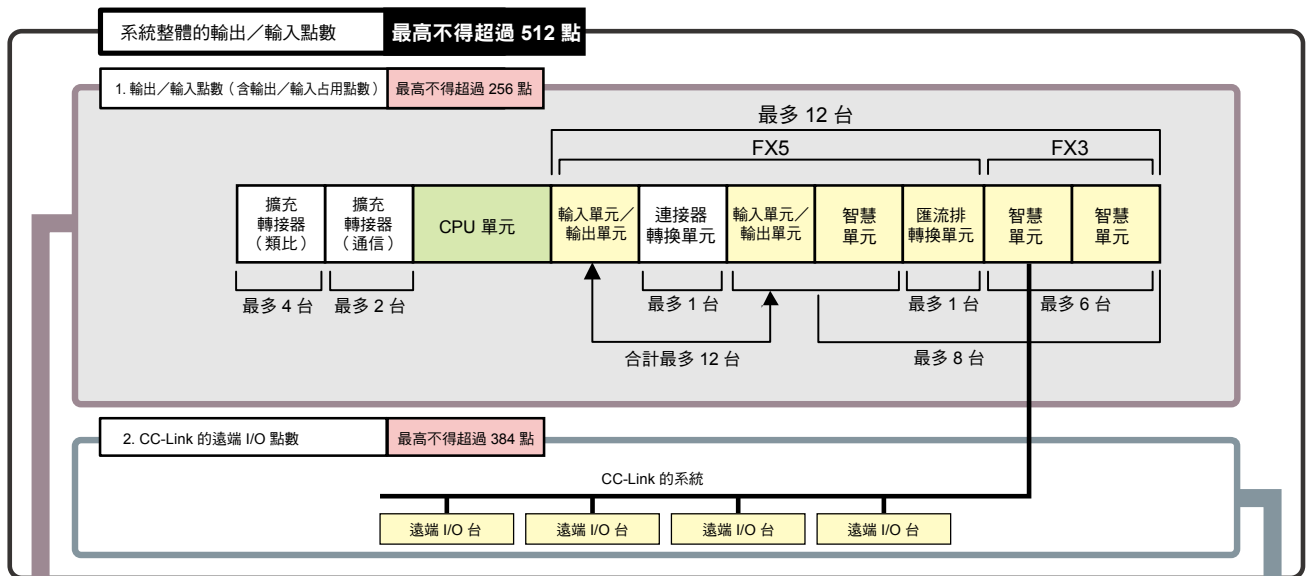 系統整體的輸出／輸入點數
最高不得超過 512 點
1. 輸出／輸入點數（含輸出／輸入占用點數）
最高不得超過 256 點
最多 12 台
FX5
FX3
擴充
轉接器
（類比）
擴充
轉接器
（通信）
CPU 單元
輸入單元／
輸出單元
連接器
轉換單元
輸入單元／
輸出單元
智慧
單元
匯流排
轉換單元
智慧
單元
智慧
單元
最多 4 台
最多 2 台
最多 1 台
最多 1 台
最多 6 台
合計最多 12 台
最多 8 台
2. CC-Link 的遠端 I/O 點數
最高不得超過 384 點
CC-Link 的系統
遠端 I/O 台
遠端 I/O 台
遠端 I/O 台
遠端 I/O 台